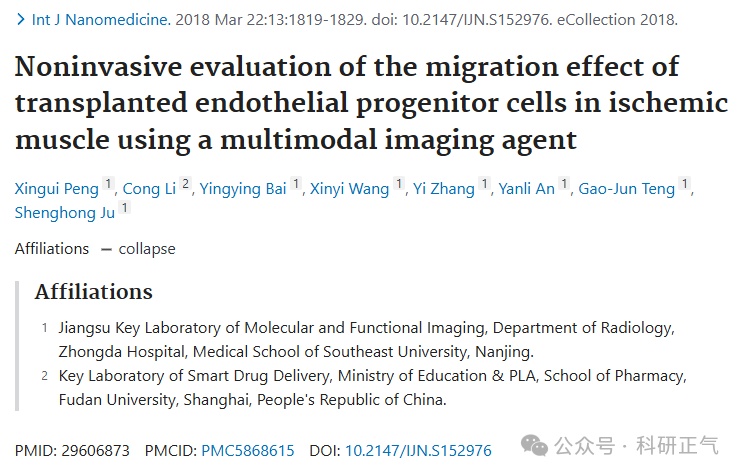 > Int J Nanomedicine. 2018 Mar 22:13:1819-1829. doi: 10.2147/IJN.S152976. eCollection 2018.
Noninvasive evaluation of the migration effect of
transplanted endothelial progenitor cells in ischemic
muscle using a multimodal imaging agent
Xingui Peng 1, Cong Li 2, Yingying Bai 1, Xinyi Wang 1, Yi Zhang 1, Yanli An 1, Gao-Jun Teng 1,
Shenghong Ju 1
Affiliations — collapse
Affiliations
1 Jiangsu Key Laboratory of Molecular and Functional Imaging, Department of Radiology,
Zhongda Hospital, Medical School of Southeast University, Nanjing.
2 Key Laboratory of Smart Drug Delivery, Ministry of Education & PLA, School of Pharmacy,
Fudan University, Shanghai, People's Republic of China.
PMID: 29606873 PMCID: PMC5868615 DOI: 10.2147/IJN.S152976
公众号 · 科研正气